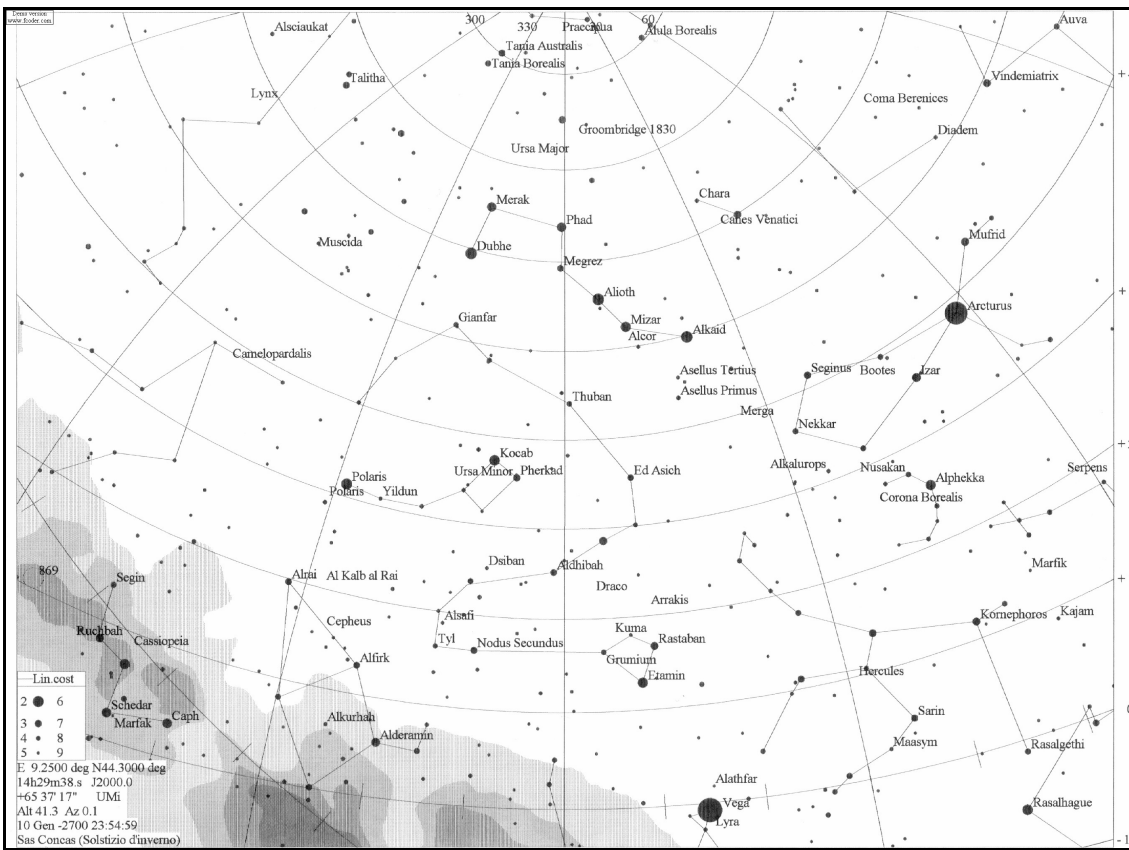 Demo version
www.froder.com
300
330
Praecipua
30
60
Auva
Alsciaukat
Alula Borealis
Tania Australis
Tania Borealis
Talitha
Vindemiatrix
Lynx
Coma Berenices
Groombridge 1830
Diadem
Ursa Major
Merak
Chara
Phad
Canes Venatici
Muscida
Dubhe
Mufrid
Megrez
Alioth
Arcturus
Gianfar
Mizar
Alcor
Alkaid
Camelopardalis
Seginus
Bootes
Izar
Asellus Tertius
Asellus Primus
Thuban
Merga
Nekkar
Kocab
Ursa Minor
Pherkad
Ed Asich
Alkalurops
Nusakan
Serpens
Polaris
Polaris
Yildun
Alphekka
Corona Borealis
Dsiban
Aldhibah
Marfik
869
Segin
Alrai
Al Kalb al Rai
Draco
Arrakis
Cepheus
Alsafi
Kornephoros
Kajam
Ruchbah
Cassiopeia
Tyl
Nodus Secundus
Kuma
Rastaban
Alfirk
Grumium
Etamin
Hercules
Lin.cost
2 6
3 7
4 8
5 9
Schedar
Marfak
Caph
Alkurhah
Alderamin
Sarin
Maasym
Rasalgethi
Alathfar
Vega
Lyra
Rasalhague
E 9.2500 deg N44.3000 deg
14h29m38.s J2000.0
+65 37' 17" UMi
Alt 41.3 Az 0.1
10 Gen -2700 23:54:59
Sas Concas (Solstizio d'inverno)